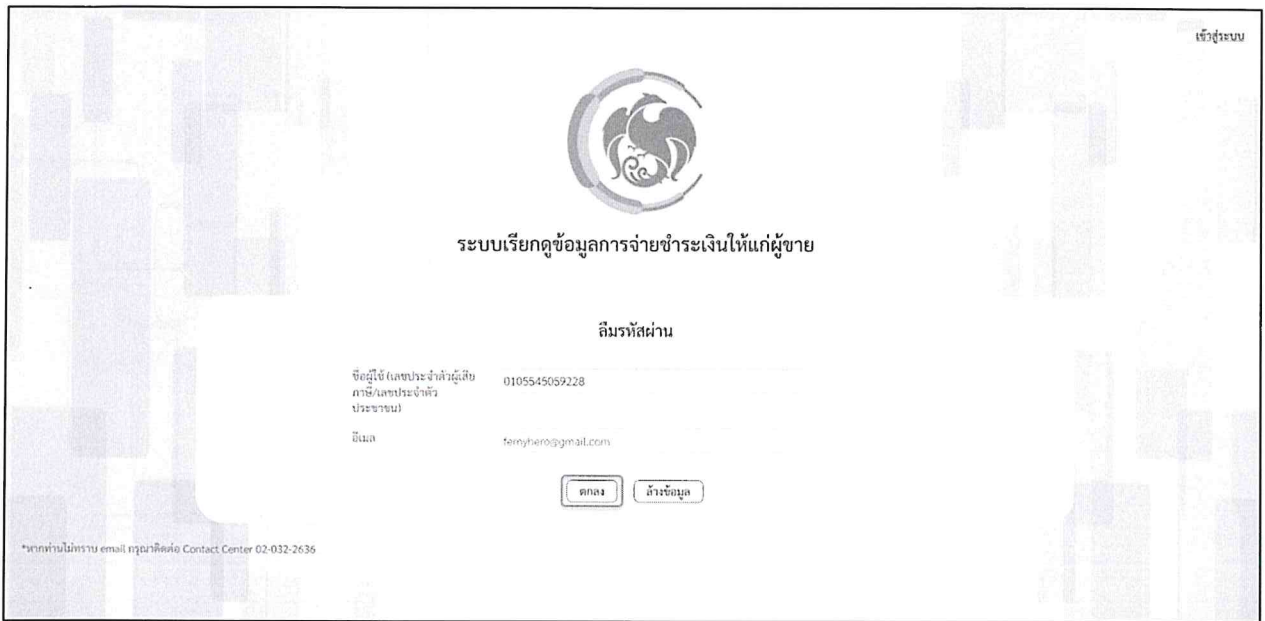 เข้าสู่ระบบ
ระบบเรียกดูข้อมูลการจ่ายชำระเงินให้แก่ผู้ขาย
ลืมรหัสผ่าน
ชื่อผู้ใช้ (เลขประจำตัวผู้เสีย
ภาษี/เลขประจำตัว
ประชาชน)
0105545059228
อีเมล
fernyhero@gmail.com
ตกลง
ล้างข้อมูล
*หากท่านไม่ทราบ email กรุณาติดต่อ Contact Center 02-032-2636